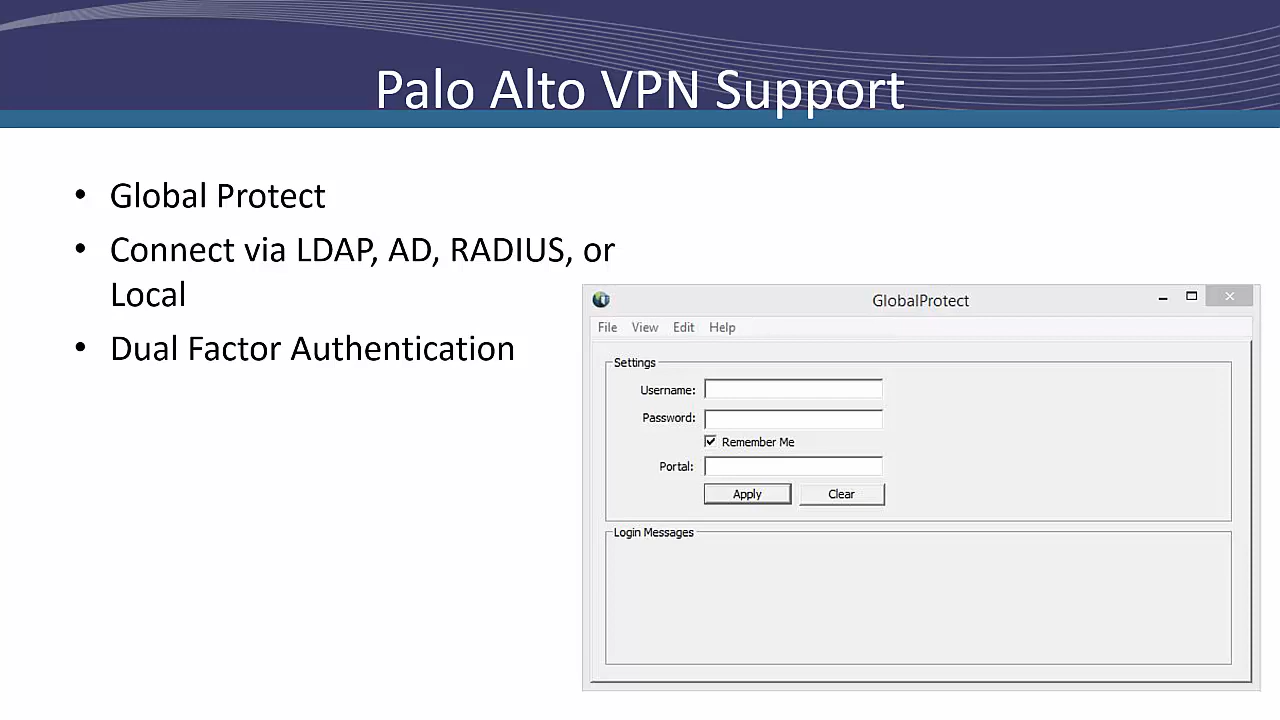 Palo Alto VPN Support
• Global Protect
• Connect via LDAP, AD, RADIUS, or
Local
• Dual Factor Authentication
GlobalProtect
File View Edit Help
Settings
Username:
Password:
Remember Me
Portal:
Apply Clear
Login Messages